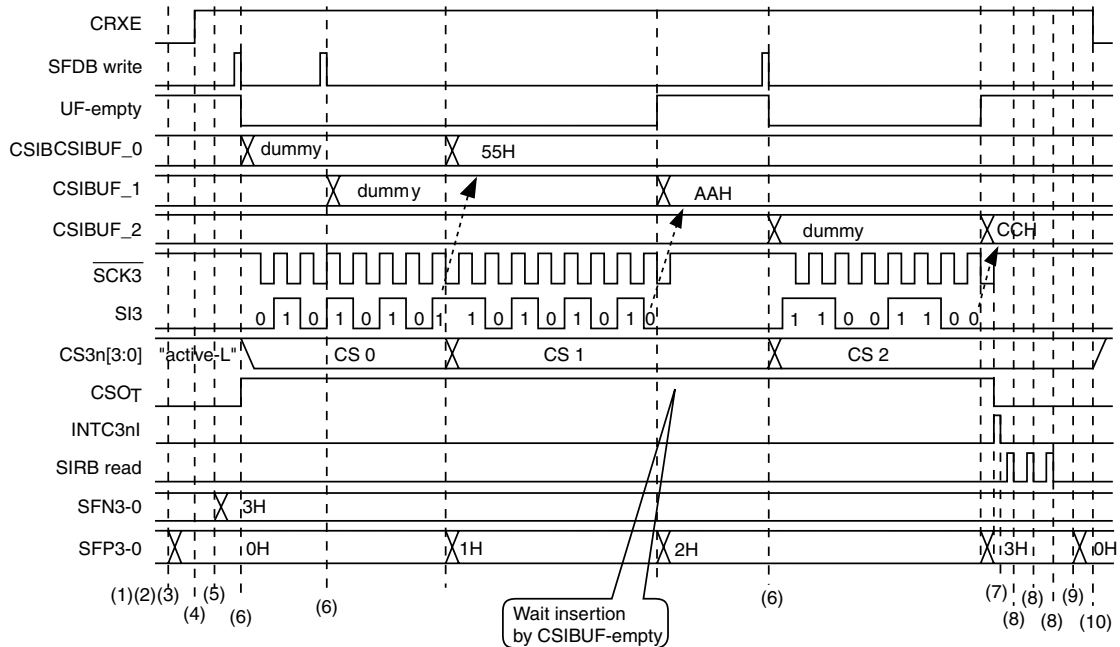 CRXE
SFDB write
UF-empty
CSIBCSIBUF_0 dummy 55H
CSIBUF_1 dummy AAH
CSIBUF_2 dummy CCH
SCK3
SI3 0 1 0 1 0 1 0 1 1 0 1 0 1 0 1 0 1 1 0 0 1 1 0 0
CS3n[3:0] "active-L" CS 0 CS 1 CS 2
CSOT
INTC3nI
SIRB read
SFN3-0 3H
SFP3-0 0H 1H 2H 3H 0H
(1)(2)(3) (4) (5) (6) (6) (6) (7) (8) (8) (8) (9) (10)
Wait insertion
by CSIBUF-empty